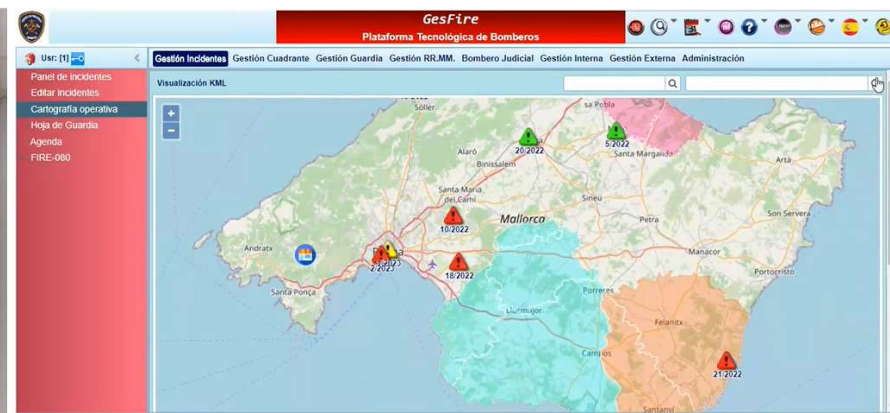 GesFire
Plataforma Tecnológica de Bomberos
Usr: [1]
Gestión Incidentes Gestión Cuadrante Gestión Guardia Gestión RR.MM. Bombero Judicial Gestión Interna Gestión Externa Administración
Panel de incidentes
Editar incidentes
Cartografía operativa
Hoja de Guardia
Agenda
FIRE-080
Visualización KML
+
-
Sóller
sa Pobla
20/2022
5/2022
Alaró
Binissalem
Santa Margalida
Artà
Santa Maria
del Camí
Sineu
10/2022
Mallorca
Petra
Son Servera
Andratx
2/2023
18/2022
Manacor
Portocristo
Santa Ponça
Porreres
Llucmajor
Felanitx
Campos
21/2022
Santanyí